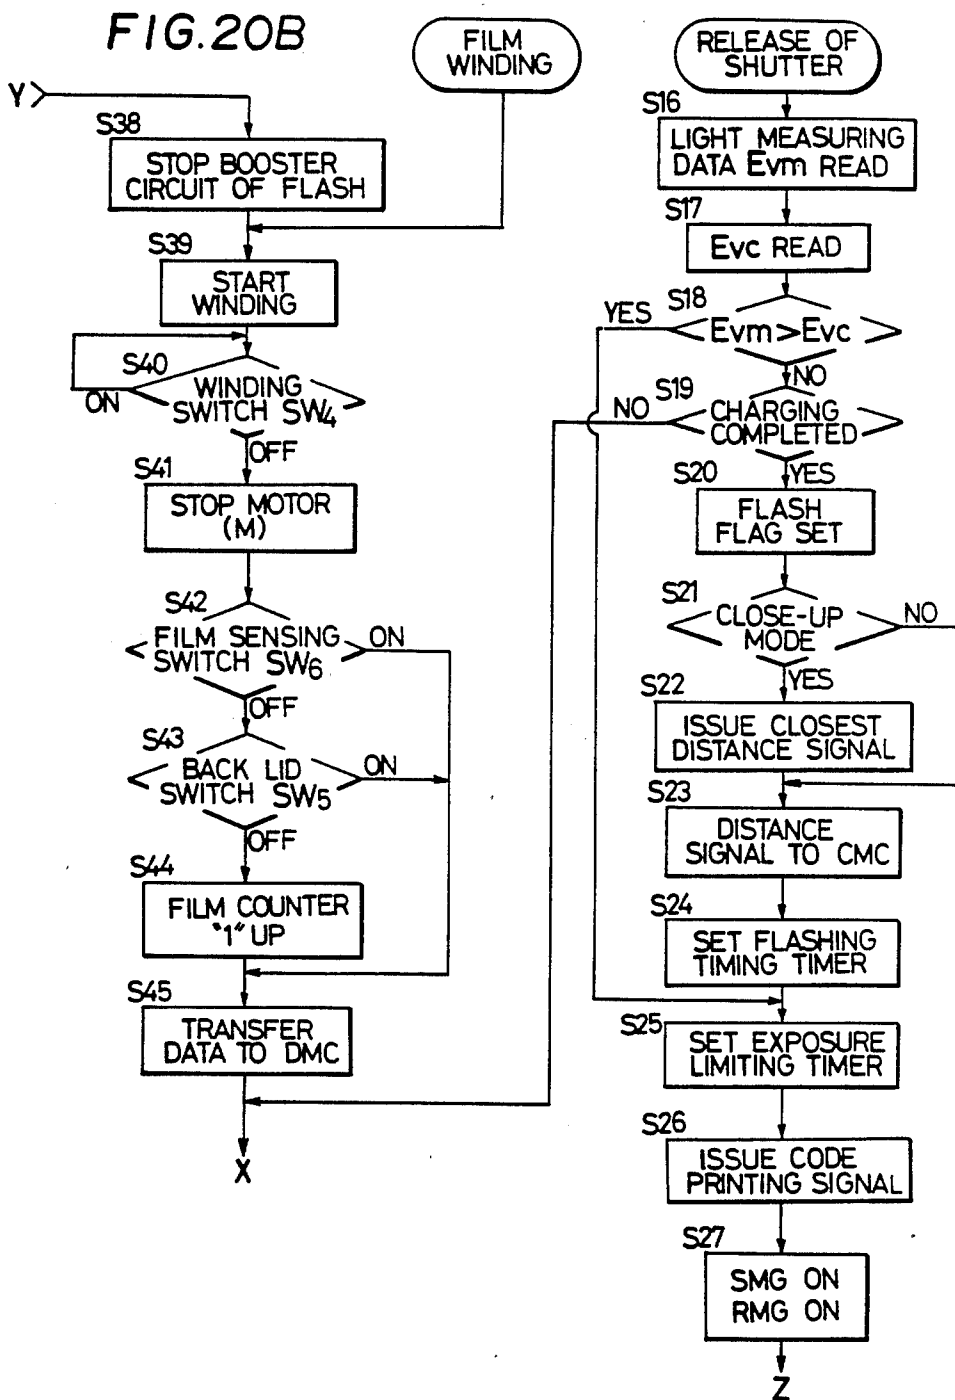 FIG.20B
FILM
WINDING
Y
S38
STOP BOOSTER
CIRCUIT OF FLASH
S39
START
WINDING
S40
WINDING
SWITCH SW4
ON
OFF
S41
STOP MOTOR
(M)
S42
FILM SENSING
SWITCH SW6
ON
OFF
S43
BACK LID
SWITCH SW5
ON
OFF
S44
FILM COUNTER
"1" UP
S45
TRANSFER
DATA TO DMC
X
RELEASE OF
SHUTTER
S16
LIGHT MEASURING
DATA Evm READ
S17
Evc READ
S18
YES
Evm>Evc
NO
S19
NO
CHARGING
COMPLETED
YES
S20
FLASH
FLAG SET
S21
CLOSE-UP
MODE
NO
YES
S22
ISSUE CLOSEST
DISTANCE SIGNAL
S23
DISTANCE
SIGNAL TO CMC
S24
SET FLASHING
TIMING TIMER
S25
SET EXPOSURE
LIMITING TIMER
S26
ISSUE CODE
PRINTING SIGNAL
S27
SMG ON
RMG ON
Z